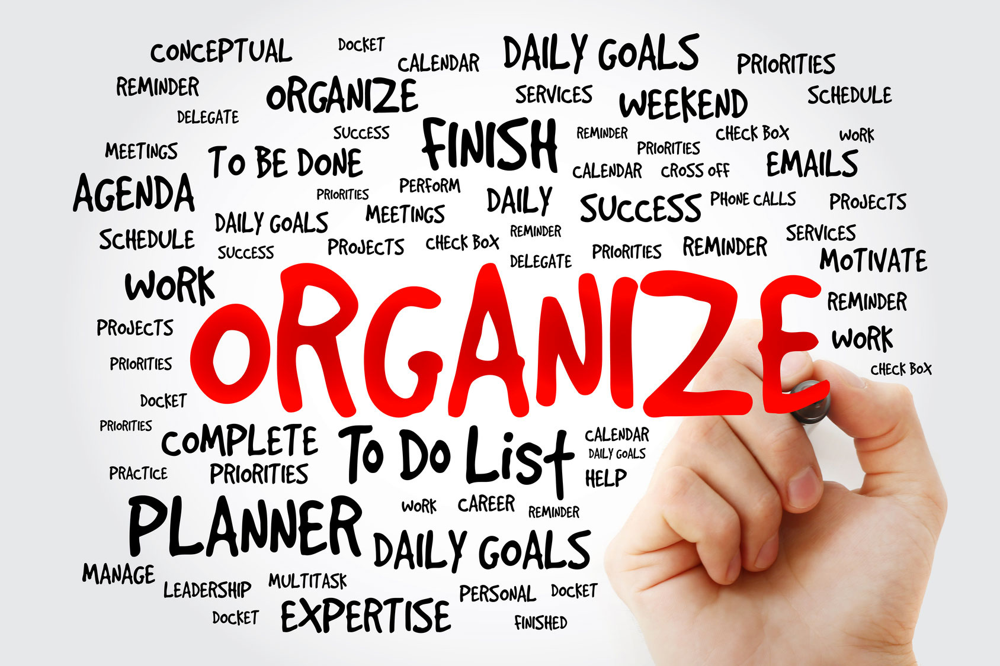 CONCEPTUAL
DOCKET
CALENDAR
DAILY GOALS
PRIORITIES
REMINDER
ORGANIZE
SERVICES
WEEKEND
SCHEDULE
DELEGATE
SUCCESS
FINISH
REMINDER
CHECK BOX
WORK
MEETINGS
TO BE DONE
PRIORITIES
CALENDAR
CROSS OFF
EMAILS
AGENDA
PRIORITIES
PERFORM
DAILY
SUCCESS
PHONE CALLS
PROJECTS
DAILY GOALS
MEETINGS
REMINDER
SERVICES
SCHEDULE
SUCCESS
PROJECTS
CHECK BOX
DELEGATE
PRIORITIES
REMINDER
MOTIVATE
WORK
ORGANIZE
REMINDER
PROJECTS
WORK
PRIORITIES
CHECK BOX
DOCKET
PRIORITIES
COMPLETE
To Do List
CALENDAR
DAILY GOALS
PRACTICE
PRIORITIES
HELP
PLANNER
WORK
CAREER
REMINDER
DAILY GOALS
MANAGE
LEADERSHIP
MULTITASK
PERSONAL
DOCKET
DOCKET
EXPERTISE
FINISHED